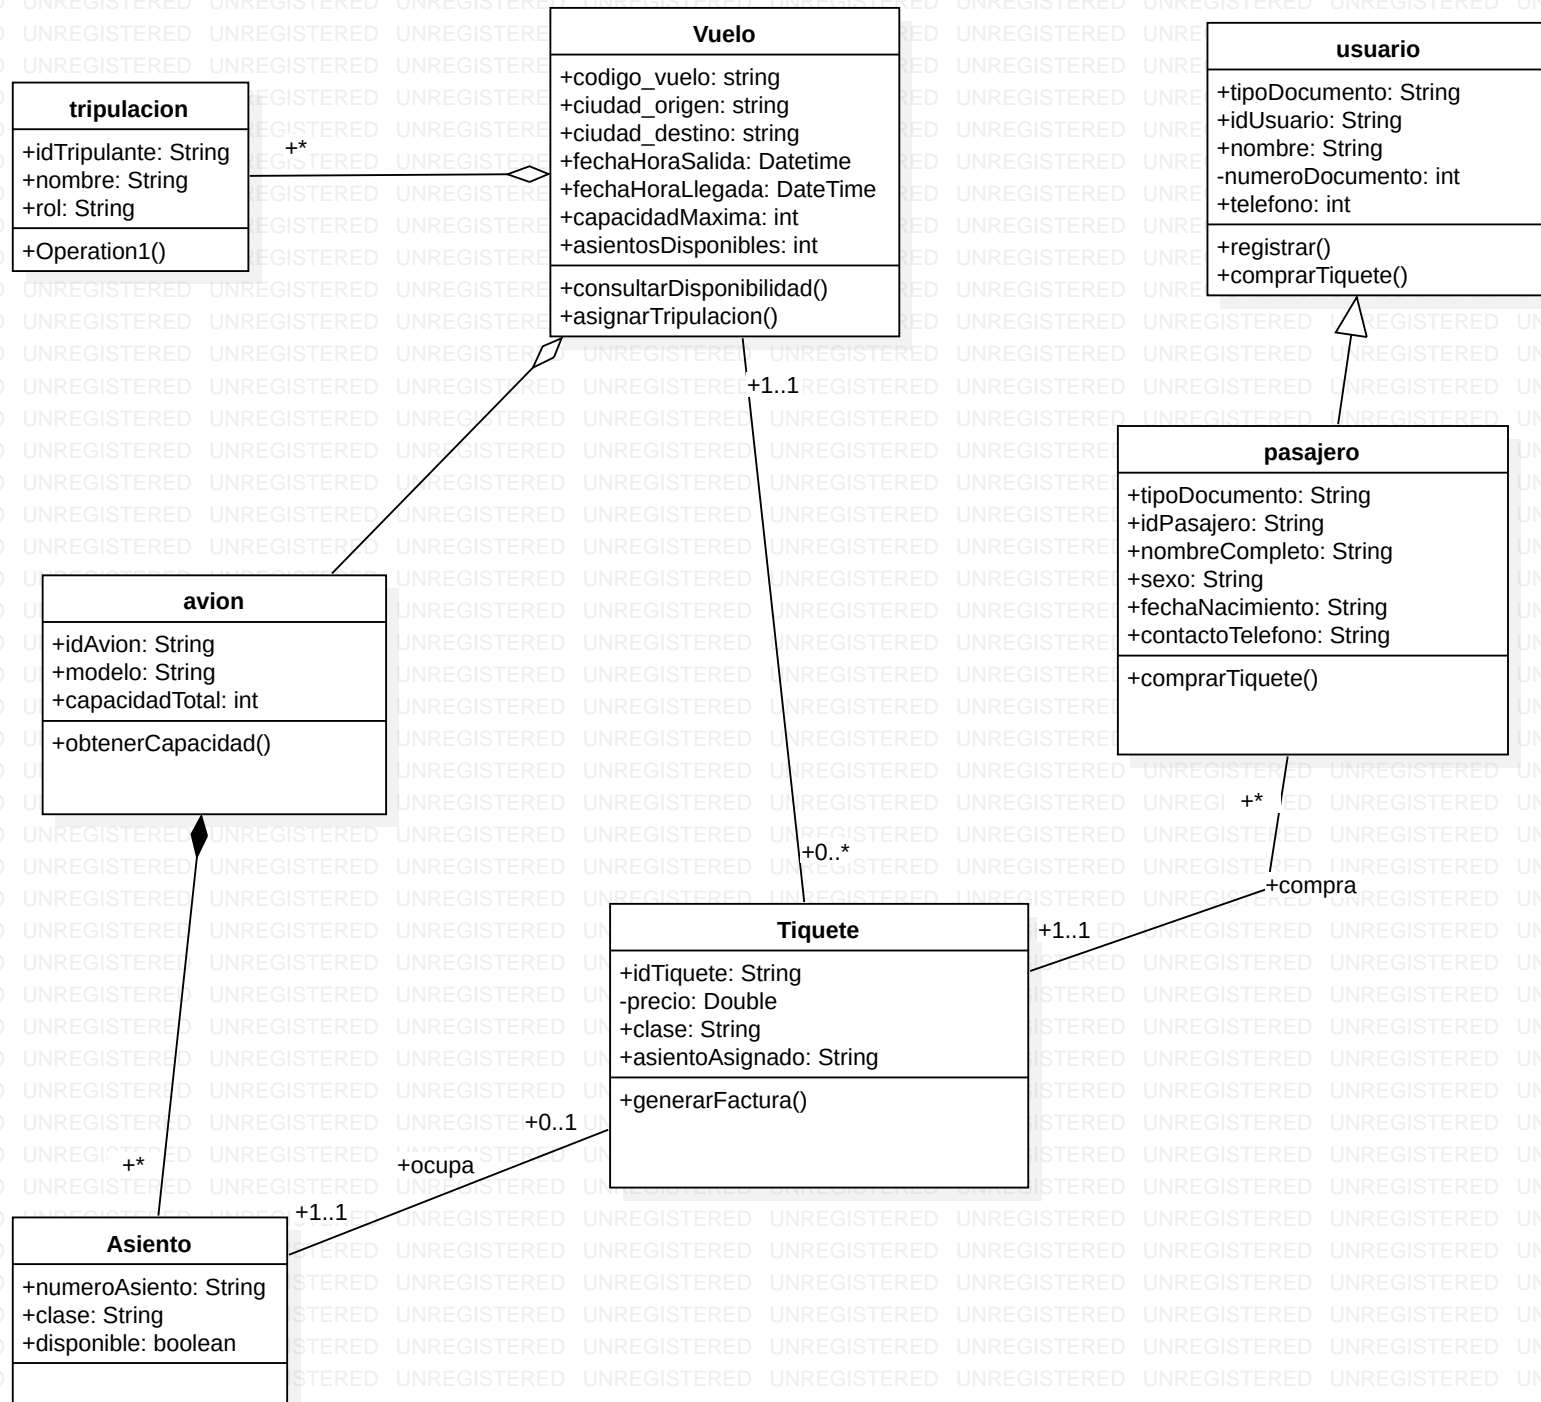 Vuelo
+codigo_vuelo: string
+ciudad_origen: string
+ciudad_destino: string
+fechaHoraSalida: Datetime
+fechaHoraLlegada: DateTime
+capacidadMaxima: int
+asientosDisponibles: int
+consultarDisponibilidad()
+asignarTripulacion()
usuario
+tipoDocumento: String
+idUsuario: String
+nombre: String
-numeroDocumento: int
+telefono: int
+registrar()
+comprarTiquete()
tripulacion
+idTripulante: String
+nombre: String
+rol: String
+Operation1()
+*
+1..1
pasajero
+tipoDocumento: String
+idPasajero: String
+nombreCompleto: String
+sexo: String
+fechaNacimiento: String
+contactoTelefono: String
+comprarTiquete()
avion
+idAvion: String
+modelo: String
+capacidadTotal: int
+obtenerCapacidad()
+*
+0..*
+compra
+1..1
Tiquete
+idTiquete: String
-precio: Double
+clase: String
+asientoAsignado: String
+generarFactura()
+0..1
+ocupa
+*
+1..1
Asiento
+numeroAsiento: String
+clase: String
+disponible: boolean
UNREGISTERED